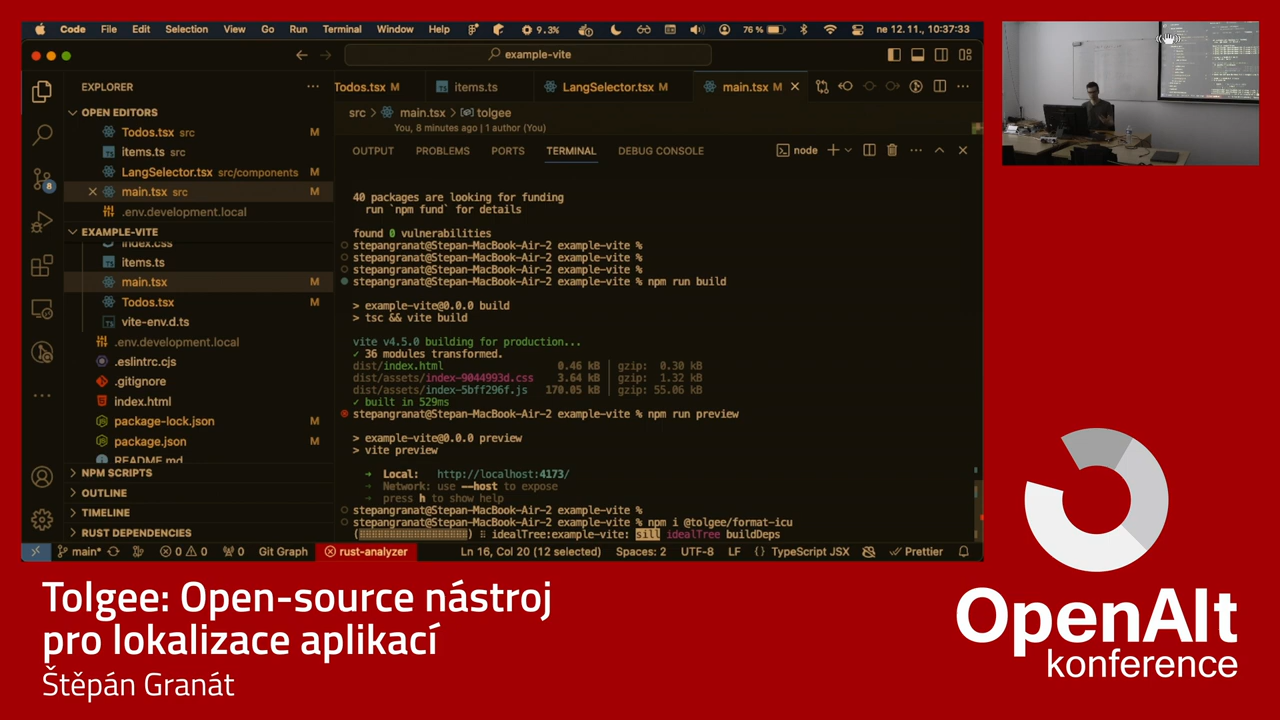 Code File Edit Selection View Go Run Terminal Window Help 9.3% 76 % ne 12.11., 10:37:33
example-vite
EXPLORER
OPEN EDITORS
Todos.tsx src M
items.ts src
LangSelector.tsx src/components M
main.tsx src M
.env.development.local
EXAMPLE-VITE
index.css
items.ts
main.tsx M
Todos.tsx M
vite-env.d.ts
.env.development.local
.eslintrc.cjs
.gitignore
index.html
package-lock.json M
package.json M
README.md
NPM SCRIPTS
OUTLINE
TIMELINE
RUST DEPENDENCIES
8
Todos.tsx M items.ts LangSelector.tsx M main.tsx M
src > main.tsx > tolgee
You, 8 minutes ago | 1 author (You)
OUTPUT PROBLEMS PORTS TERMINAL DEBUG CONSOLE node
40 packages are looking for funding
run `npm fund` for details
found 0 vulnerabilities
stepangranat@Stepan-MacBook-Air-2 example-vite %
stepangranat@Stepan-MacBook-Air-2 example-vite %
stepangranat@Stepan-MacBook-Air-2 example-vite %
stepangranat@Stepan-MacBook-Air-2 example-vite % npm run build
> example-vite@0.0.0 build
> tsc && vite build
vite v4.5.0 building for production...
✓ 36 modules transformed.
dist/index.html 0.46 kB │ gzip: 0.30 kB
dist/assets/index-9044993d.css 3.64 kB │ gzip: 1.32 kB
dist/assets/index-5bff296f.js 170.05 kB │ gzip: 55.06 kB
✓ built in 529ms
stepangranat@Stepan-MacBook-Air-2 example-vite % npm run preview
> example-vite@0.0.0 preview
> vite preview
➜ Local: http://localhost:4173/
➜ Network: use --host to expose
➜ press h to show help
stepangranat@Stepan-MacBook-Air-2 example-vite %
stepangranat@Stepan-MacBook-Air-2 example-vite % npm i @tolgee/format-icu
idealTree:example-vite: sill idealTree buildDeps
main* 0 0 0 Git Graph rust-analyzer Ln 16, Col 20 (12 selected) Spaces: 2 UTF-8 LF TypeScript JSX Prettier
Tolgee: Open-source nástroj
pro lokalizace aplikací
Štěpán Granát
OpenAlt
konference